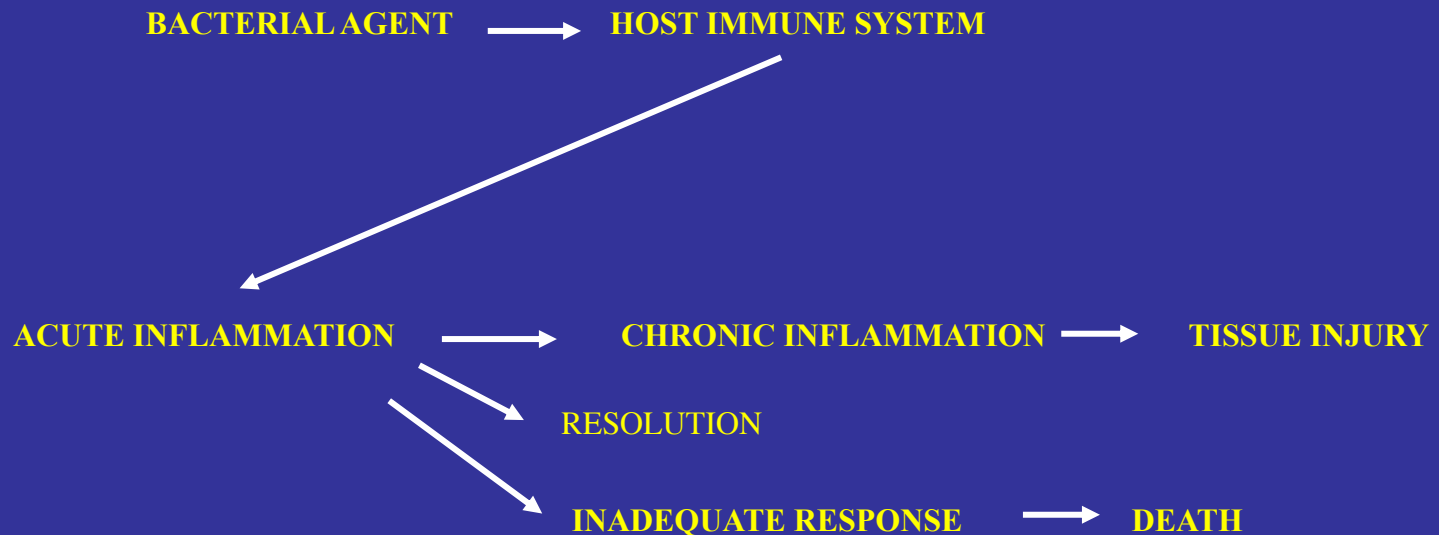 BACTERIAL AGENT HOST IMMUNE SYSTEM
ACUTE INFLAMMATION CHRONIC INFLAMMATION TISSUE INJURY
RESOLUTION
INADEQUATE RESPONSE DEATH